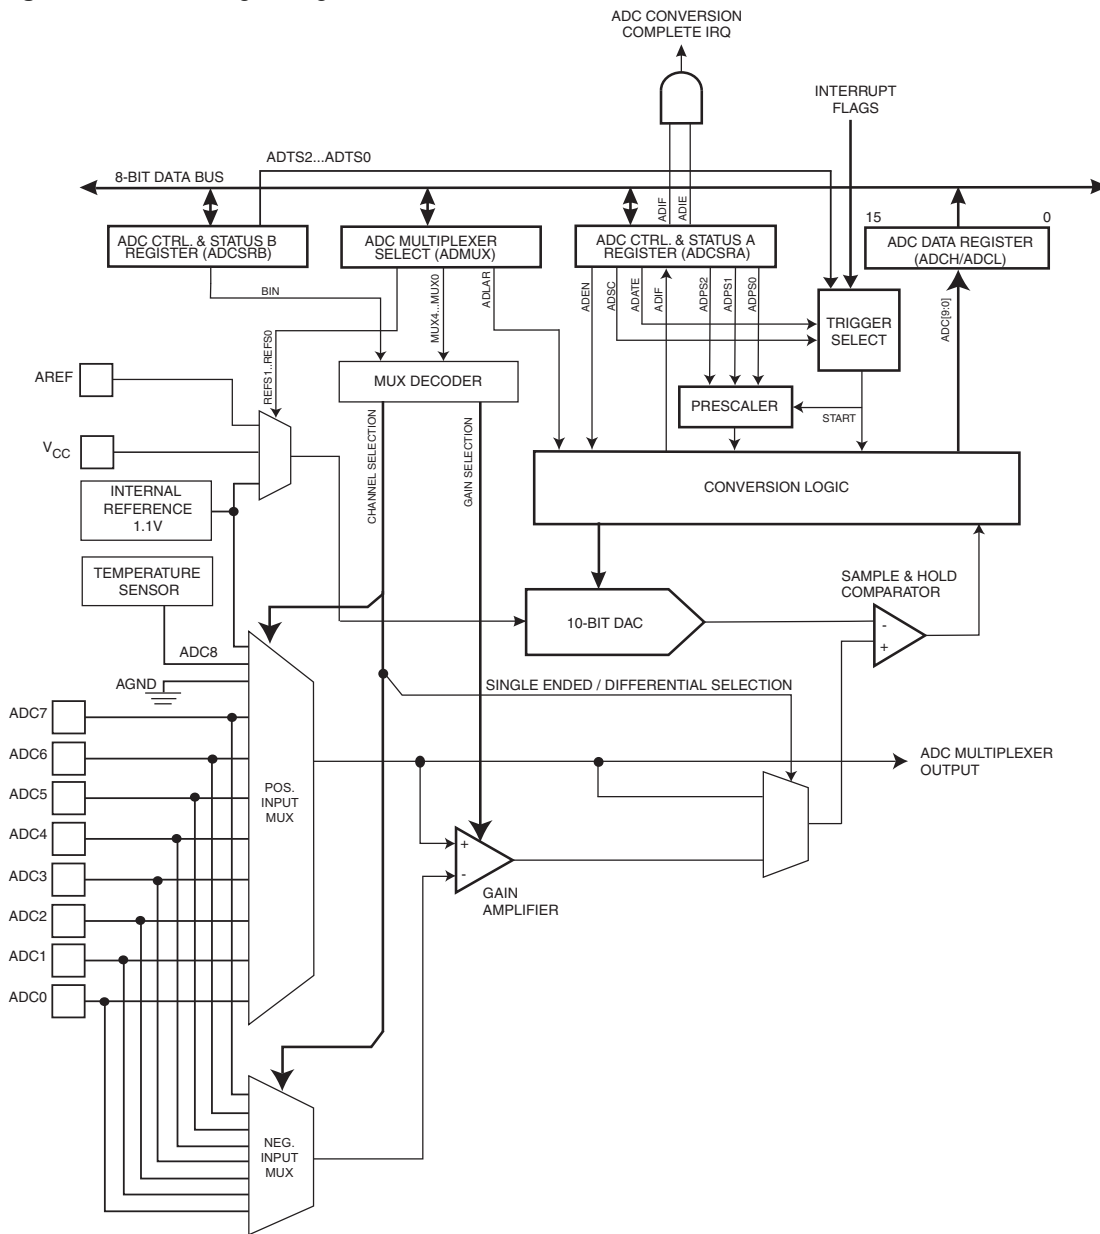 ADC CONVERSION
COMPLETE IRQ
INTERRUPT
FLAGS
ADTS2...ADTS0
8-BIT DATA BUS
ADIF
ADIE
15
0
ADC CTRL. & STATUS B
REGISTER (ADCSRB)
ADC MULTIPLEXER
SELECT (ADMUX)
ADC CTRL. & STATUS A
REGISTER (ADCSRA)
ADC DATA REGISTER
(ADCH/ADCL)
BIN
REFS1..REFS0
MUX4...MUX0
ADLAR
ADEN
ADSC
ADATE
ADIF
ADPS2
ADPS1
ADPS0
TRIGGER
SELECT
ADC[9:0]
AREF
MUX DECODER
PRESCALER
START
VCC
CHANNEL SELECTION
GAIN SELECTION
CONVERSION LOGIC
INTERNAL
REFERENCE
1.1V
TEMPERATURE
SENSOR
SAMPLE & HOLD
COMPARATOR
10-BIT DAC
-
+
ADC8
AGND
SINGLE ENDED / DIFFERENTIAL SELECTION
ADC7
ADC6
ADC5
ADC4
ADC3
ADC2
ADC1
ADC0
POS.
INPUT
MUX
ADC MULTIPLEXER
OUTPUT
+
-
GAIN
AMPLIFIER
NEG.
INPUT
MUX